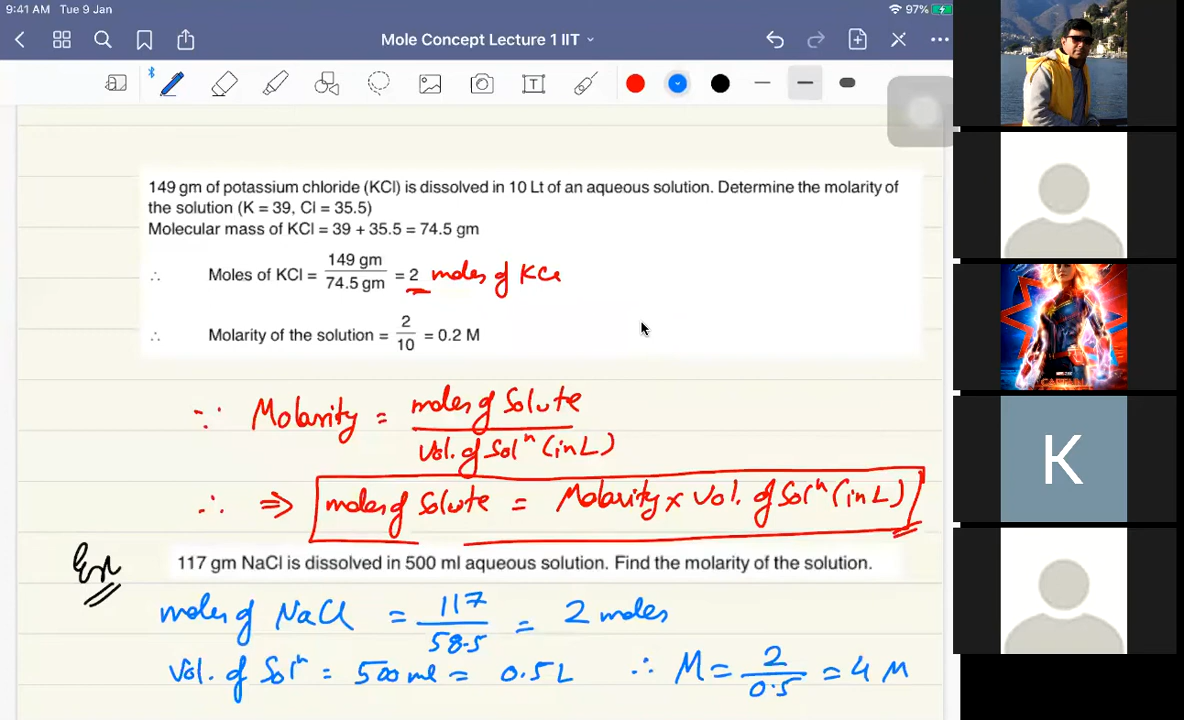 9:41 AM Tue 9 Jan
97%
Mole Concept Lecture 1 IIT
T
149 gm of potassium chloride (KCl) is dissolved in 10 Lt of an aqueous solution. Determine the molarity of
the solution (K = 39, Cl = 35.5)
Molecular mass of KCl = 39 + 35.5 = 74.5 gm
∴ Moles of KCl = 149 gm / 74.5 gm = 2 moles of KCl
∴ Molarity of the solution = 2 / 10 = 0.2 M
∵ Molarity = moles of Solute / Vol. of Solⁿ (in L)
∴ ⇒ moles of Solute = Molarity x Vol. of Solⁿ (in L)
Ex
117 gm NaCl is dissolved in 500 ml aqueous solution. Find the molarity of the solution.
moles of NaCl = 117 / 58.5 = 2 moles
Vol. of Solⁿ = 500 ml = 0.5 L ∴ M = 2 / 0.5 = 4 M
K